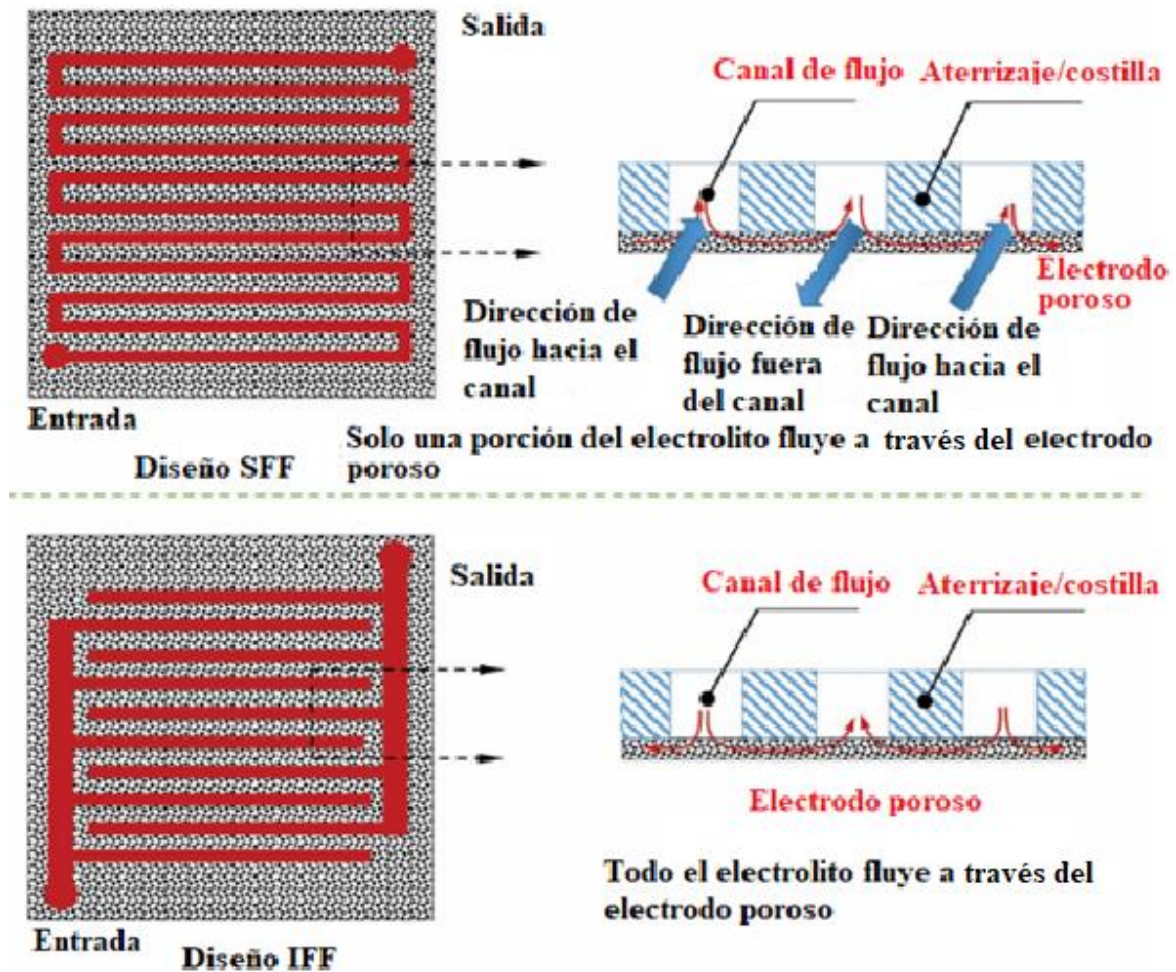 Salida
Canal de flujo
Aterrizaje/costilla
Electrodo
poroso
Dirección de
flujo hacia el
canal
Dirección de
flujo fuera
del canal
Dirección de
flujo hacia el
canal
Entrada
Solo una porción del electrolito fluye a través del electrodo
poroso
Diseño SFF
Salida
Canal de flujo
Aterrizaje/costilla
Electrodo poroso
Todo el electrolito fluye a través del
electrodo poroso
Entrada
Diseño IFF